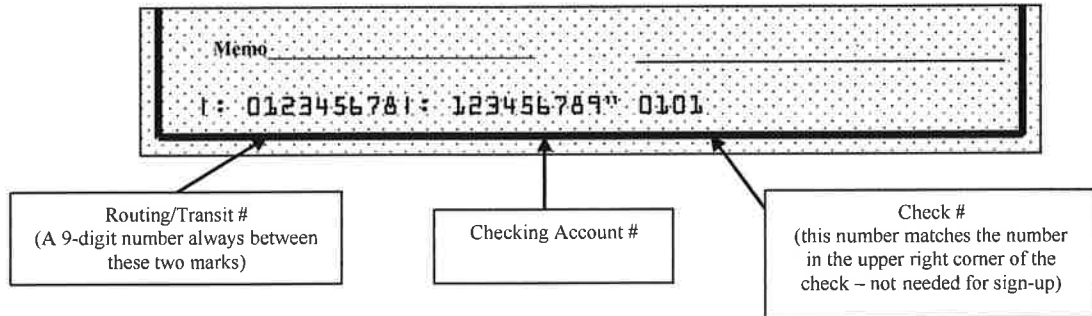 Memo
|: 012345678|: 123456789" 0101
Routing/Transit #
(A 9-digit number always between
these two marks)
Checking Account #
Check #
(this number matches the number
in the upper right corner of the
check – not needed for sign-up)